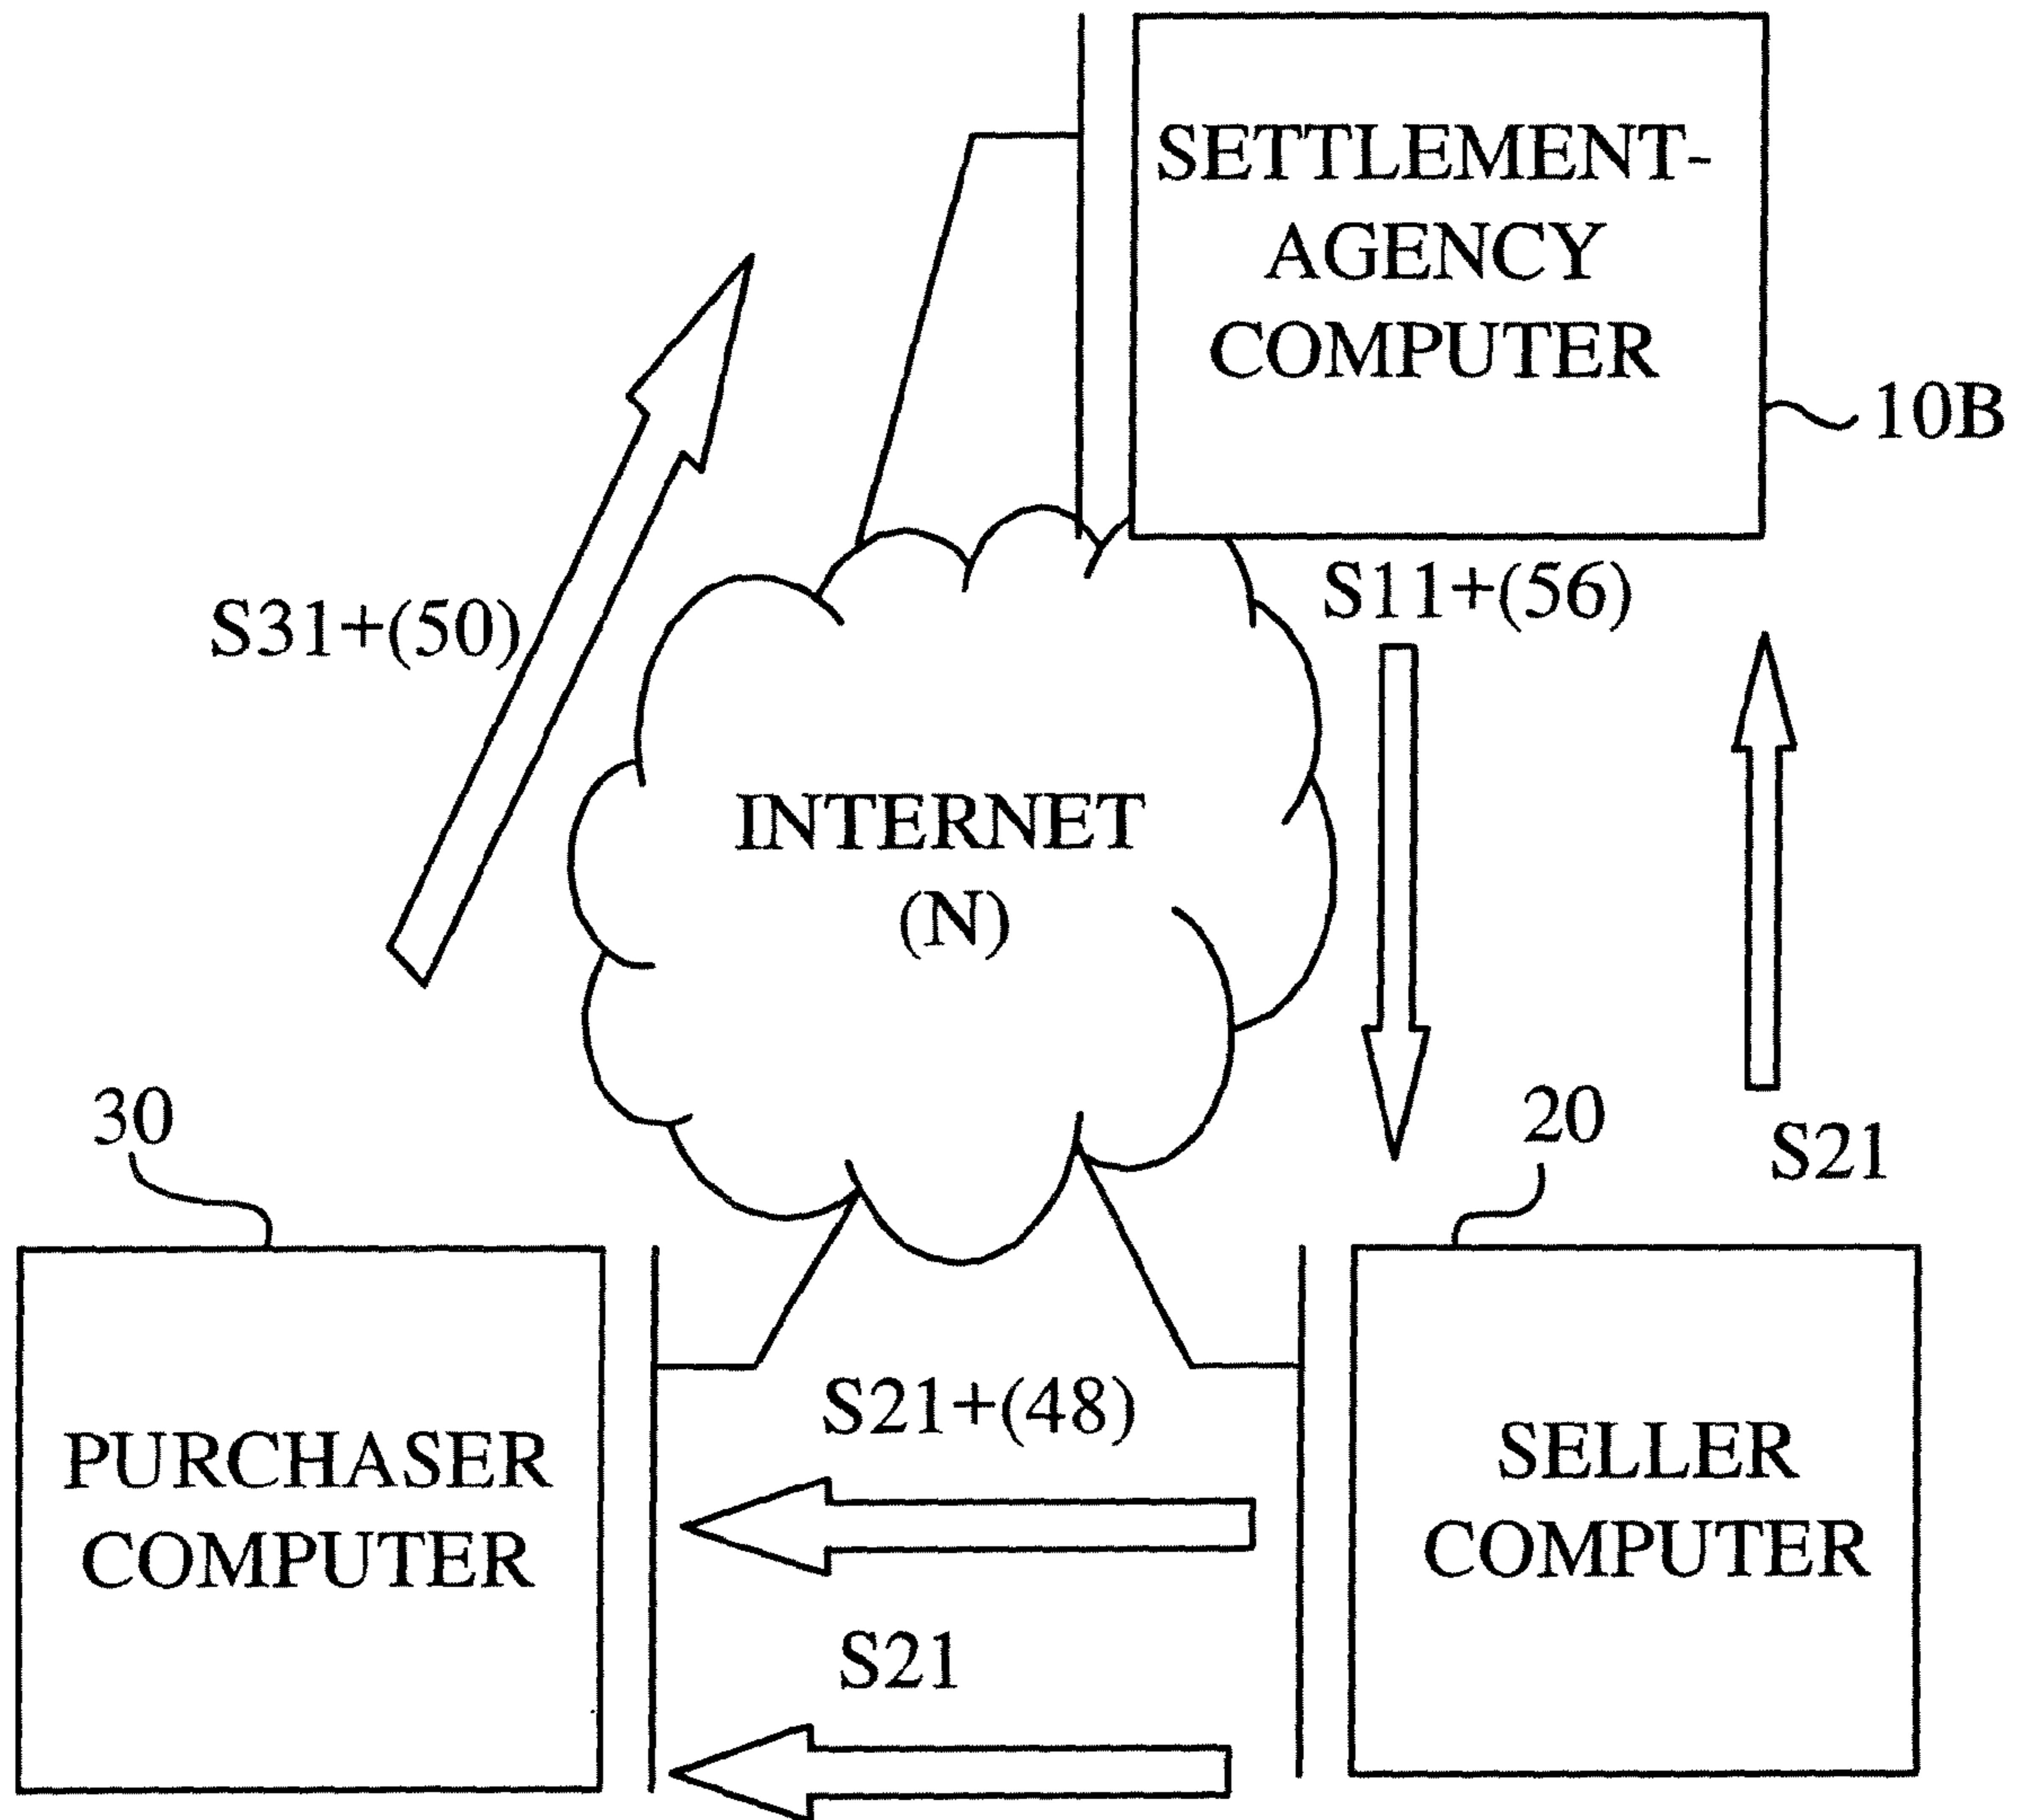 SETTLEMENT-
AGENCY
COMPUTER
10B
S31+(50)
S11+(56)
INTERNET
(N)
30
20
S21
PURCHASER
COMPUTER
S21+(48)
SELLER
COMPUTER
S21